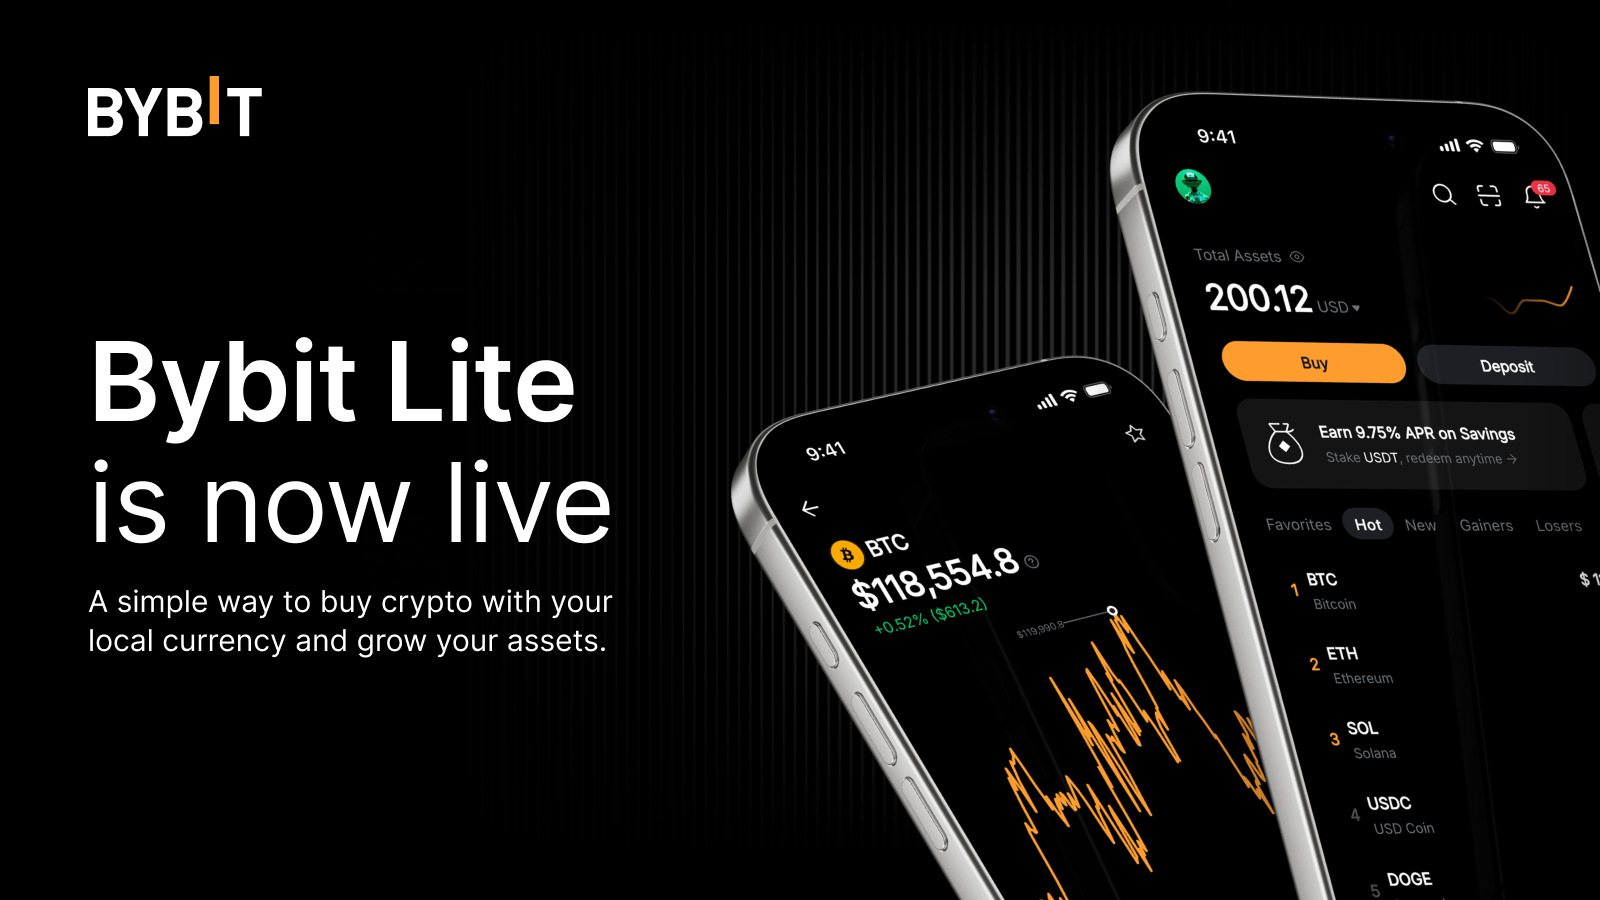 BYBIT
Bybit Lite
is now live
A simple way to buy crypto with your
local currency and grow your assets.
9:41
BTC
$118,554.8
+0.52% ($613.2)
$119,990.8
9:41
65
Total Assets
200.12 USD
Buy
Deposit
Earn 9.75% APR on Savings
Stake USDT, redeem anytime →
Favorites Hot New Gainers Losers
1 BTC
Bitcoin
2 ETH
Ethereum
3 SOL
Solana
4 USDC
USD Coin
5 DOGE